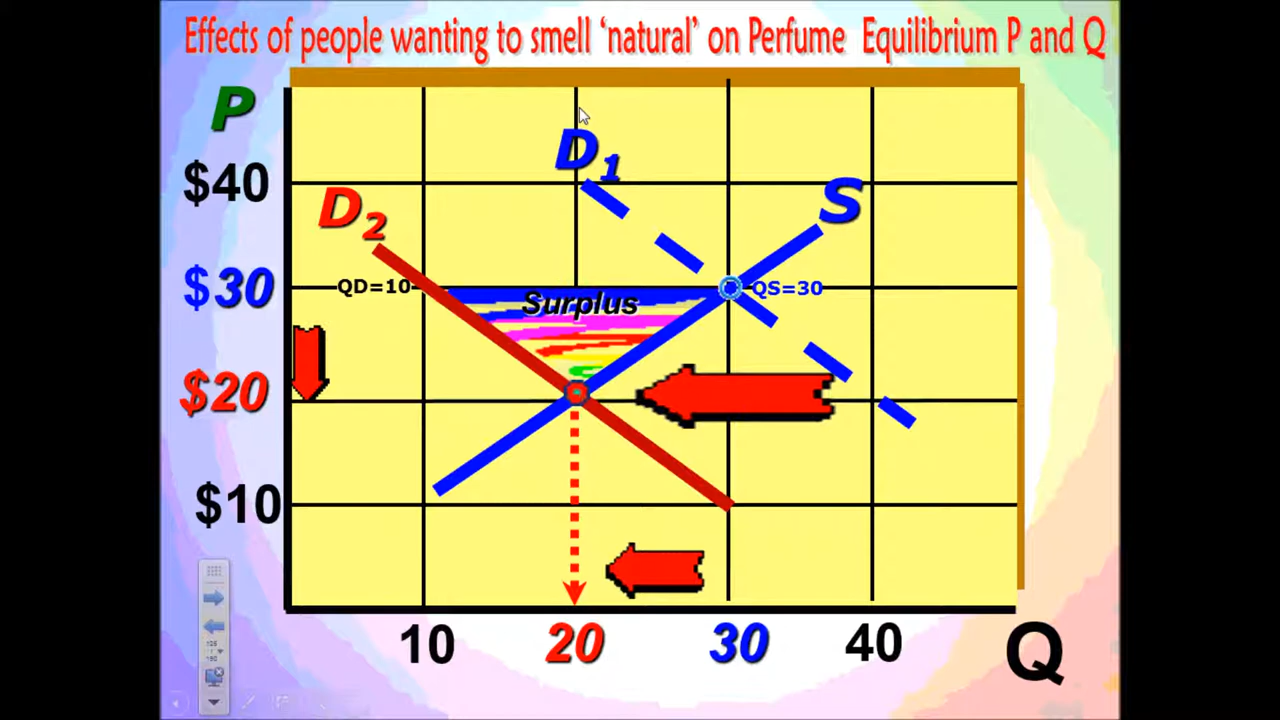 Effects of people wanting to smell ‘natural’ on Perfume Equilibrium P and Q
P
D1
$40
S
D2
$30
QD=10
QS=30
Surplus
$20
$10
10 20 30 40 Q